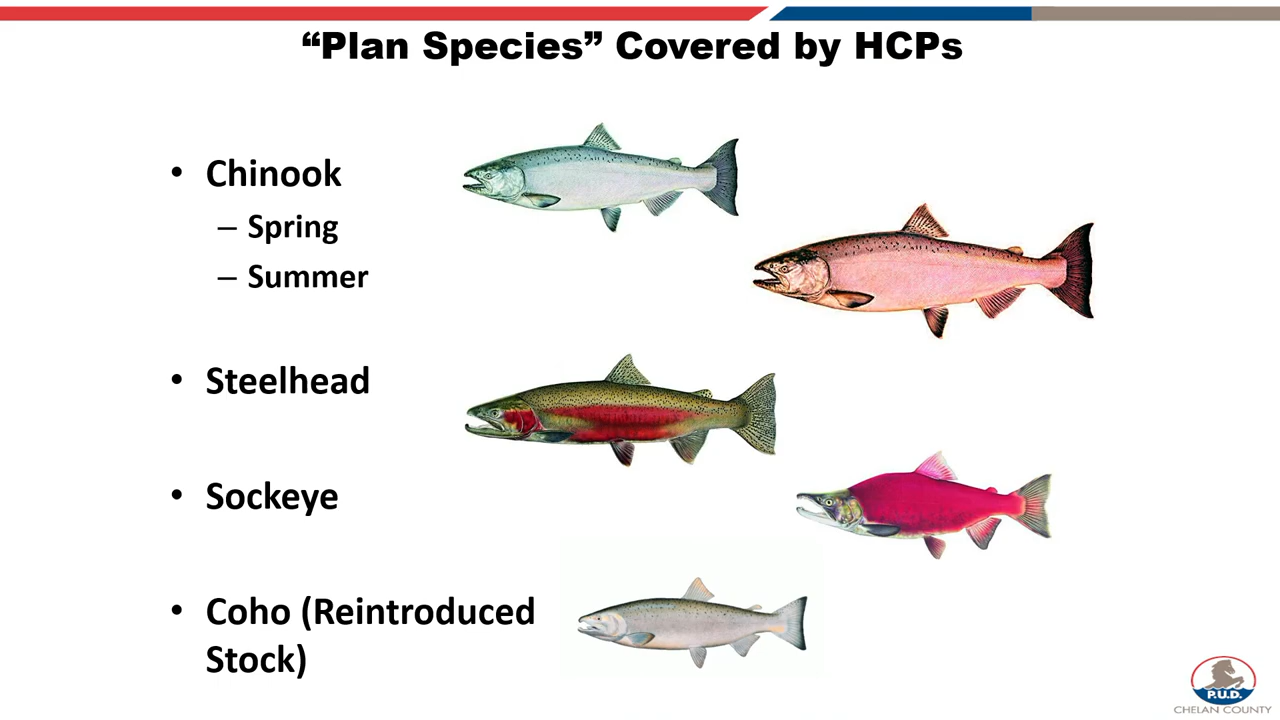 “Plan Species” Covered by HCPs
• Chinook
– Spring
– Summer
• Steelhead
• Sockeye
• Coho (Reintroduced
Stock)
P.U.D.
CHELAN COUNTY